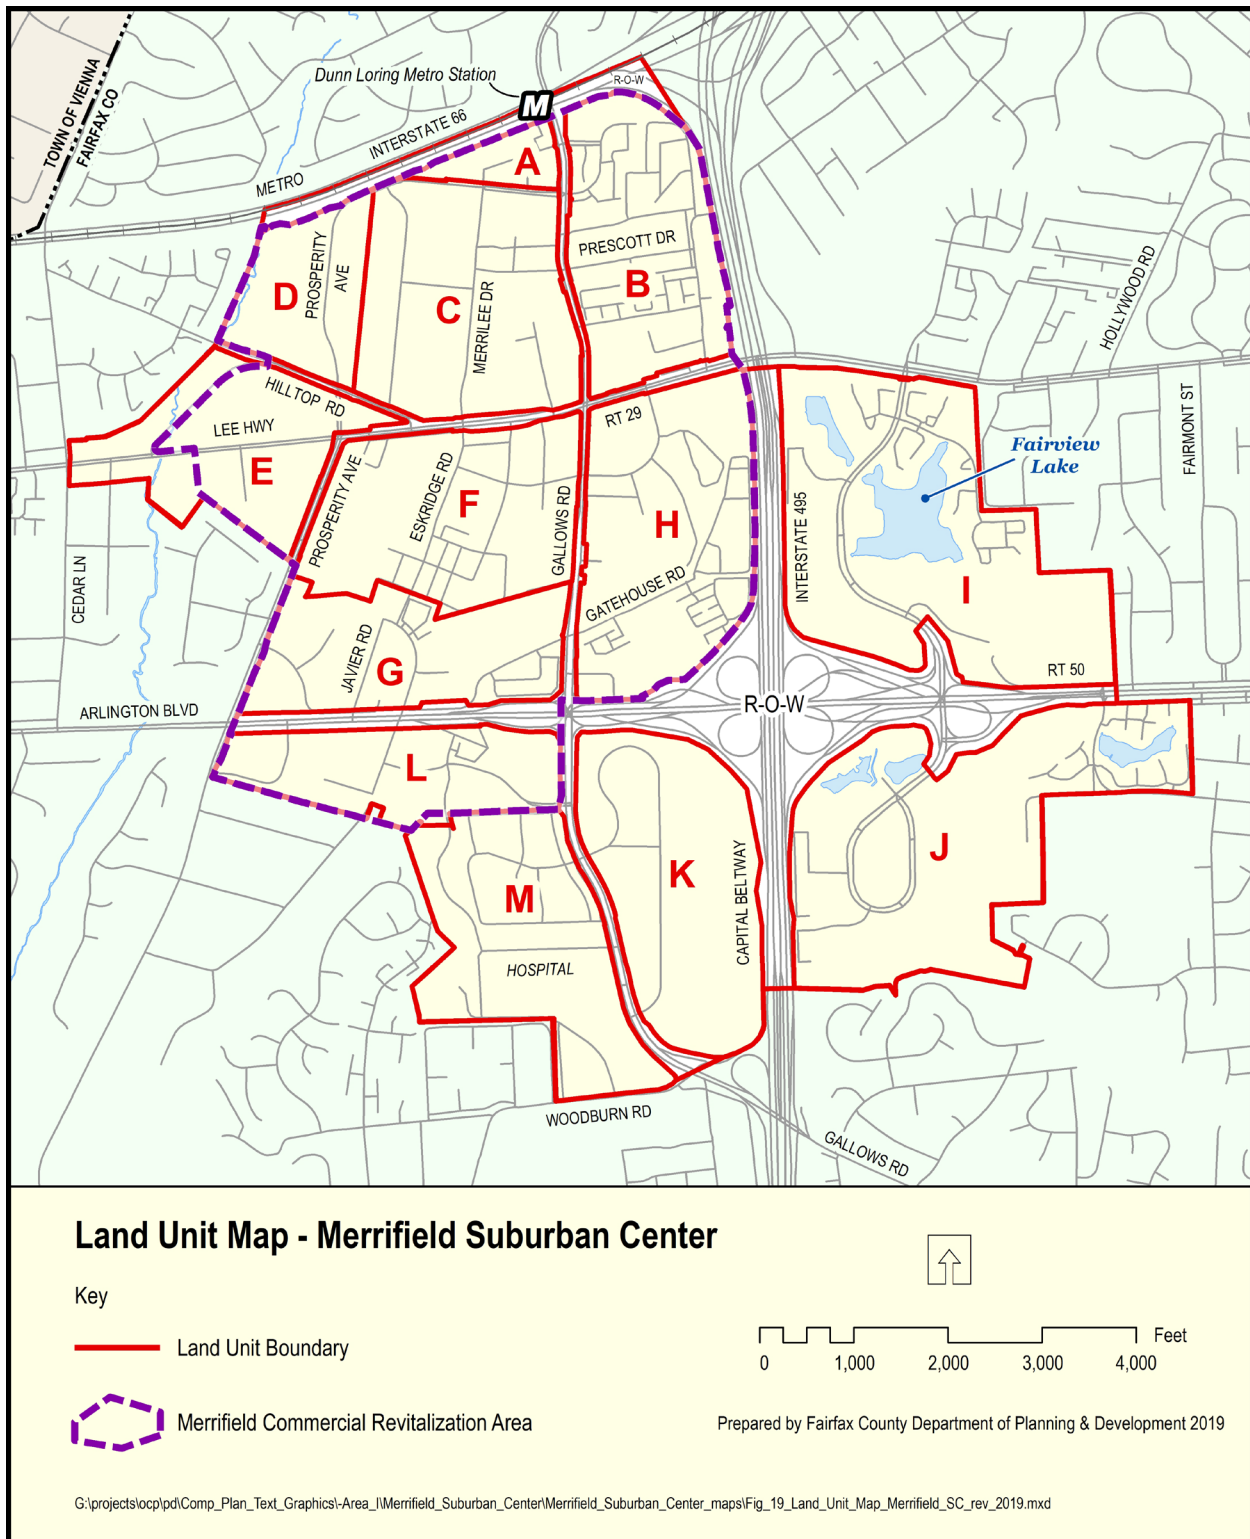 Dunn Loring Metro Station
R-O-W
M
TOWN OF VIENNA
FAIRFAX CO
INTERSTATE 66
METRO
A
PRESCOTT DR
B
PROSPERITY
AVE
D
C
MERRILEE DR
HOLLYWOOD RD
HILLTOP RD
LEE HWY
RT 29
FAIRMONT ST
Fairview
Lake
E
PROSPERITY AVE
ESKRIDGE RD
F
GALLOWS RD
H
INTERSTATE 495
CEDAR LN
GATEHOUSE RD
I
JAVIER RD
G
RT 50
ARLINGTON BLVD
R-O-W
L
K
CAPITAL BELTWAY
J
M
HOSPITAL
WOODBURN RD
GALLOWS RD
Land Unit Map - Merrifield Suburban Center
Key
Land Unit Boundary
Feet
0 1,000 2,000 3,000 4,000
Merrifield Commercial Revitalization Area
Prepared by Fairfax County Department of Planning & Development 2019
G:\projects\ocp\pd\Comp_Plan_Text_Graphics\-Area_I\Merrifield_Suburban_Center\Merrifield_Suburban_Center_maps\Fig_19_Land_Unit_Map_Merrifield_SC_rev_2019.mxd